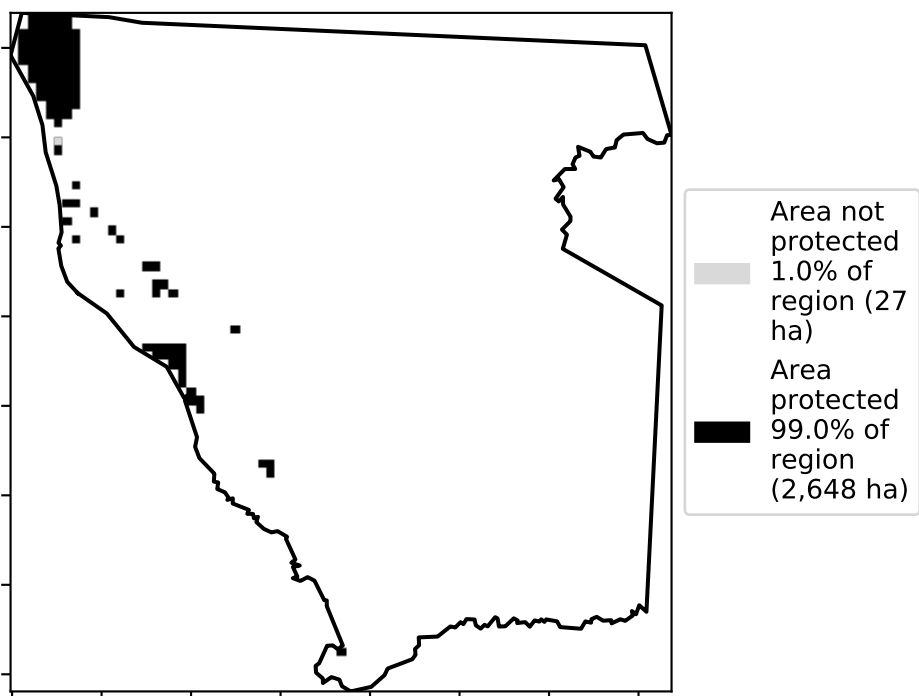 Area not
protected
1.0% of
region (27
ha)
Area
protected
99.0% of
region
(2,648 ha)